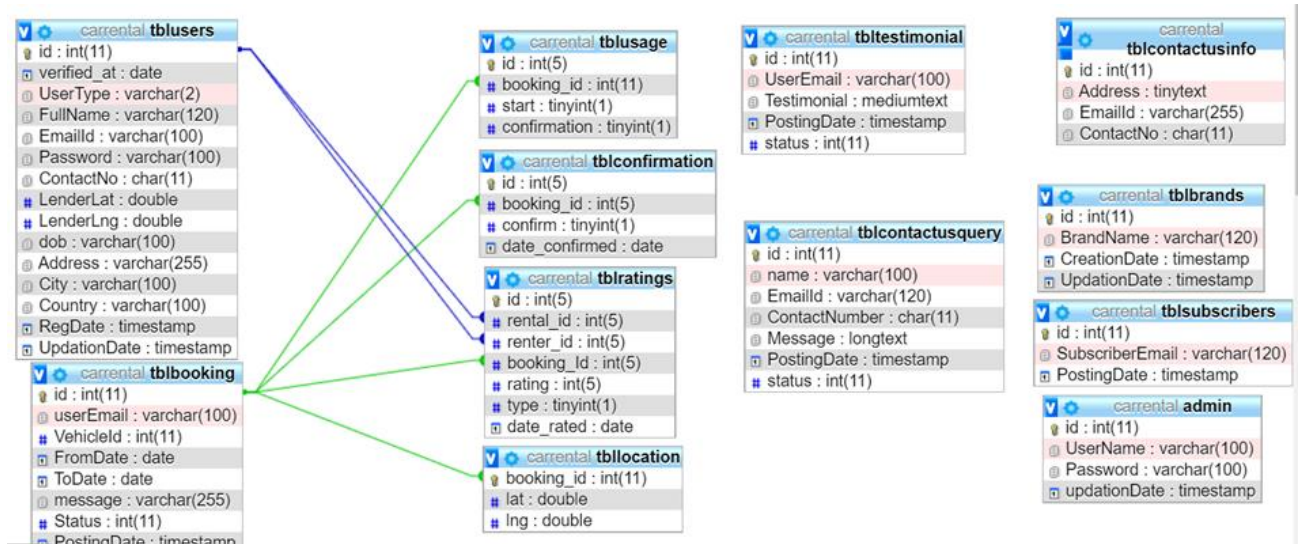 carrental tblusers
id : int(11)
verified_at : date
UserType : varchar(2)
FullName : varchar(120)
EmailId : varchar(100)
Password : varchar(100)
ContactNo : char(11)
LenderLat : double
LenderLng : double
dob : varchar(100)
Address : varchar(255)
City : varchar(100)
Country : varchar(100)
RegDate : timestamp
UpdationDate : timestamp
carrental tblbooking
id : int(11)
userEmail : varchar(100)
VehicleId : int(11)
FromDate : date
ToDate : date
message : varchar(255)
Status : int(11)
PostingDate : timestamp
carrental tblusage
id : int(5)
booking_id : int(11)
start : tinyint(1)
confirmation : tinyint(1)
carrental tblconfirmation
id : int(5)
booking_id : int(5)
confirm : tinyint(1)
date_confirmed : date
carrental tblratings
id : int(5)
rental_id : int(5)
renter_id : int(5)
booking_Id : int(5)
rating : int(5)
type : tinyint(1)
date_rated : date
carrental tbllocation
booking_id : int(11)
lat : double
lng : double
carrental tbltestimonial
id : int(11)
UserEmail : varchar(100)
Testimonial : mediumtext
PostingDate : timestamp
status : int(11)
carrental tblcontactusquery
id : int(11)
name : varchar(100)
EmailId : varchar(120)
ContactNumber : char(11)
Message : longtext
PostingDate : timestamp
status : int(11)
carrental
tblcontactusinfo
id : int(11)
Address : tinytext
EmailId : varchar(255)
ContactNo : char(11)
carrental tblbrands
id : int(11)
BrandName : varchar(120)
CreationDate : timestamp
UpdationDate : timestamp
carrental tblsubscribers
id : int(11)
SubscriberEmail : varchar(120)
PostingDate : timestamp
carrental admin
id : int(11)
UserName : varchar(100)
Password : varchar(100)
updationDate : timestamp